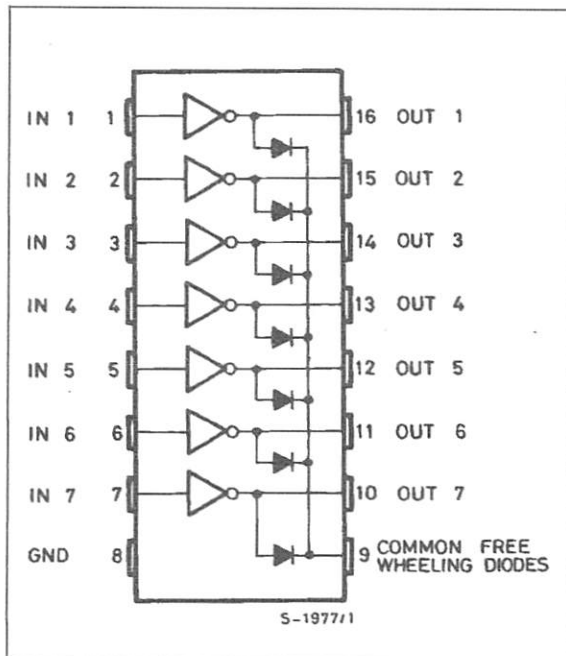 IN 1 1 16 OUT 1
IN 2 2 15 OUT 2
IN 3 3 14 OUT 3
IN 4 4 13 OUT 4
IN 5 5 12 OUT 5
IN 6 6 11 OUT 6
IN 7 7 10 OUT 7
GND 8 9 COMMON FREE
WHEELING DIODES
S-1977/1